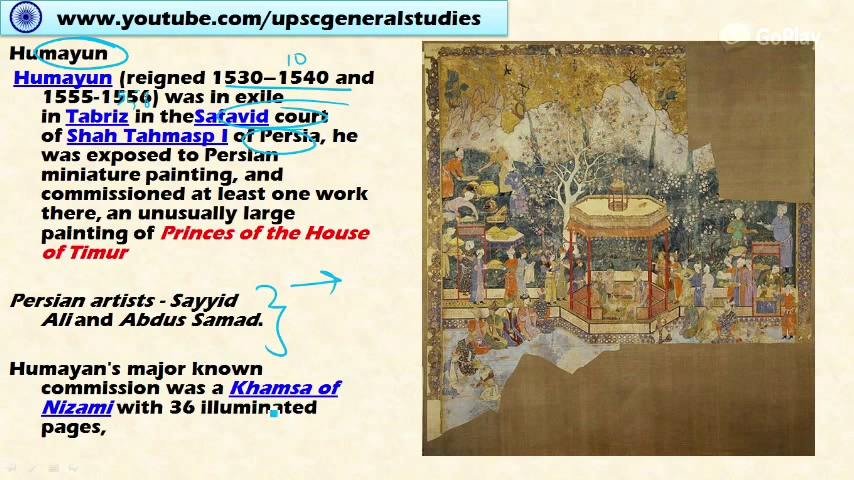 www.youtube.com/upscgeneralstudies
GoPlay
Humayun
10
Humayun (reigned 1530–1540 and
1555-1556) was in exile
in Tabriz in theSafavid court
of Shah Tahmasp I of Persia, he
was exposed to Persian
miniature painting, and
commissioned at least one work
there, an unusually large
painting of Princes of the House
of Timur
Persian artists - Sayyid
Ali and Abdus Samad.
Humayan's major known
commission was a Khamsa of
Nizami with 36 illuminated
pages,